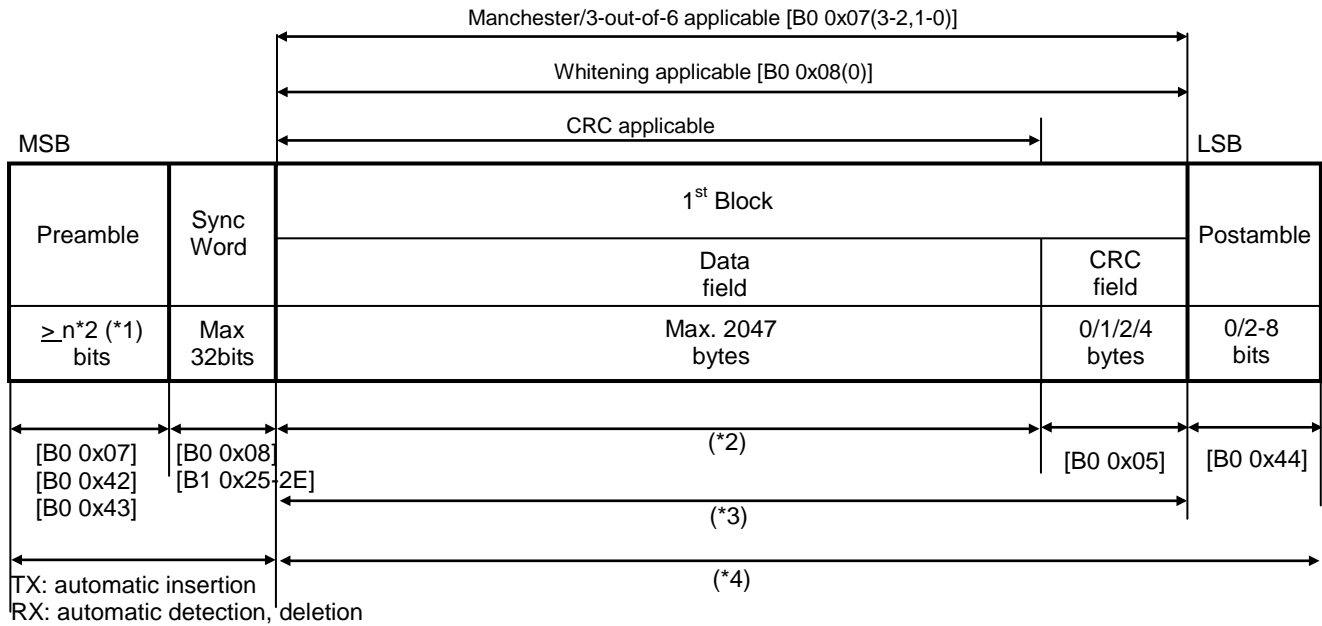 Manchester/3-out-of-6 applicable [B0 0x07(3-2,1-0)]
Whitening applicable [B0 0x08(0)]
CRC applicable
MSB
LSB
Preamble
Sync
Word
1st Block
Postamble
Data
field
CRC
field
≥ n*2 (*1)
bits
Max
32bits
Max. 2047
bytes
0/1/2/4
bytes
0/2-8
bits
[B0 0x07]
[B0 0x42]
[B0 0x43]
[B0 0x08]
[B1 0x25-2E]
(*2)
[B0 0x05]
[B0 0x44]
(*3)
(*4)
TX: automatic insertion
RX: automatic detection, deletion